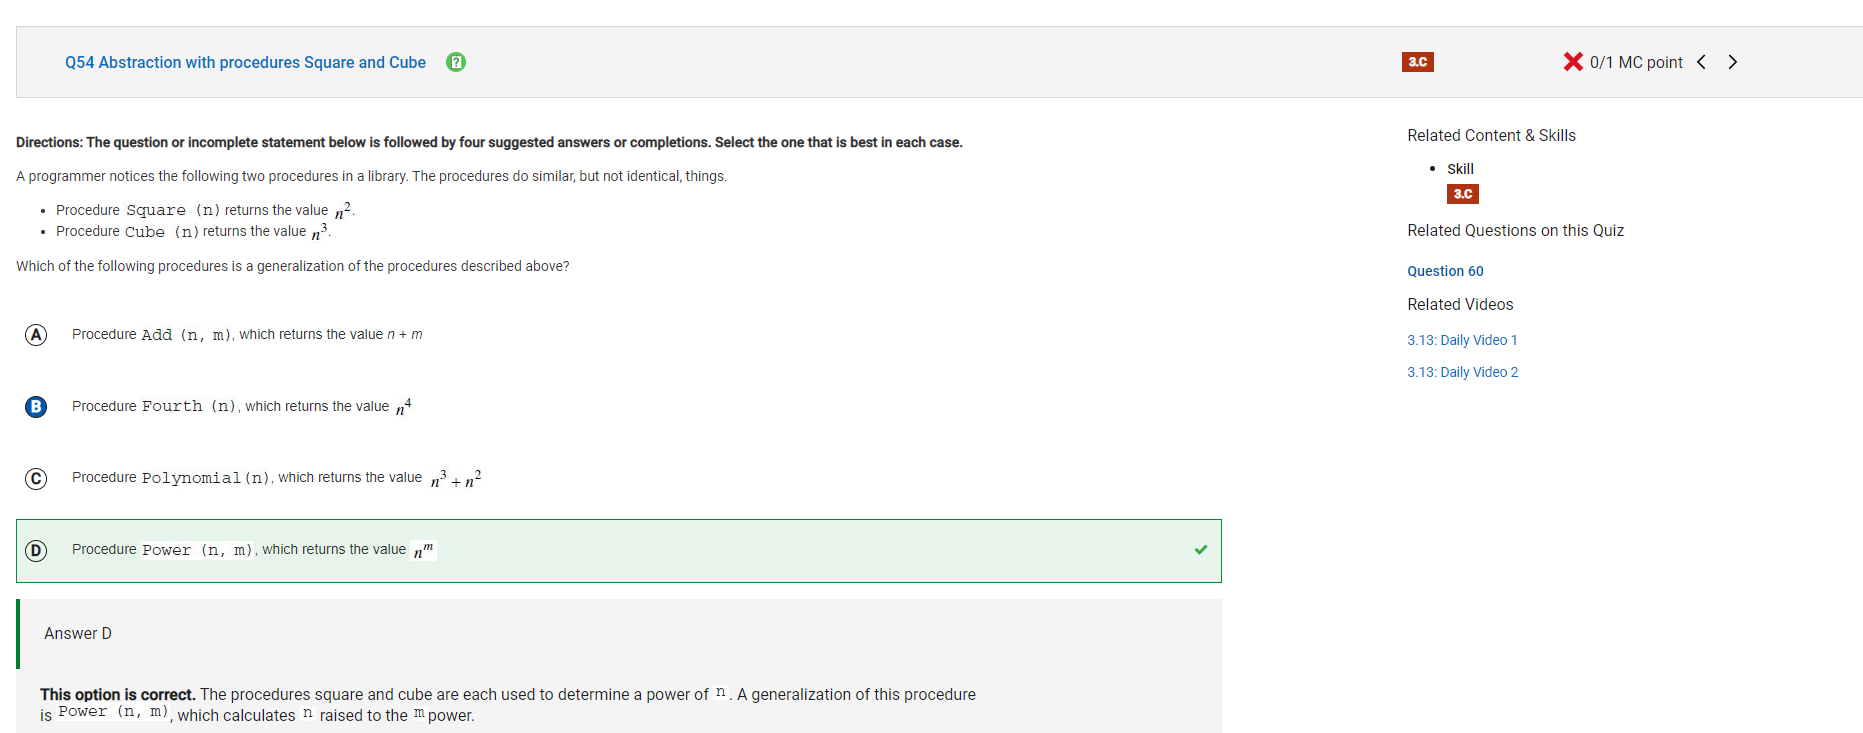 Q54 Abstraction with procedures Square and Cube
3.C
0/1 MC point
Directions: The question or incomplete statement below is followed by four suggested answers or completions. Select the one that is best in each case.
A programmer notices the following two procedures in a library. The procedures do similar, but not identical, things.
• Procedure Square (n) returns the value n².
• Procedure Cube (n) returns the value n³.
Which of the following procedures is a generalization of the procedures described above?
A Procedure Add (n, m), which returns the value n + m
B Procedure Fourth (n), which returns the value n⁴
C Procedure Polynomial(n), which returns the value n³ + n²
D Procedure Power (n, m), which returns the value nᵐ
Answer D
This option is correct. The procedures square and cube are each used to determine a power of n. A generalization of this procedure
is Power (n, m), which calculates n raised to the m power.
Related Content & Skills
• Skill
3.C
Related Questions on this Quiz
Question 60
Related Videos
3.13: Daily Video 1
3.13: Daily Video 2